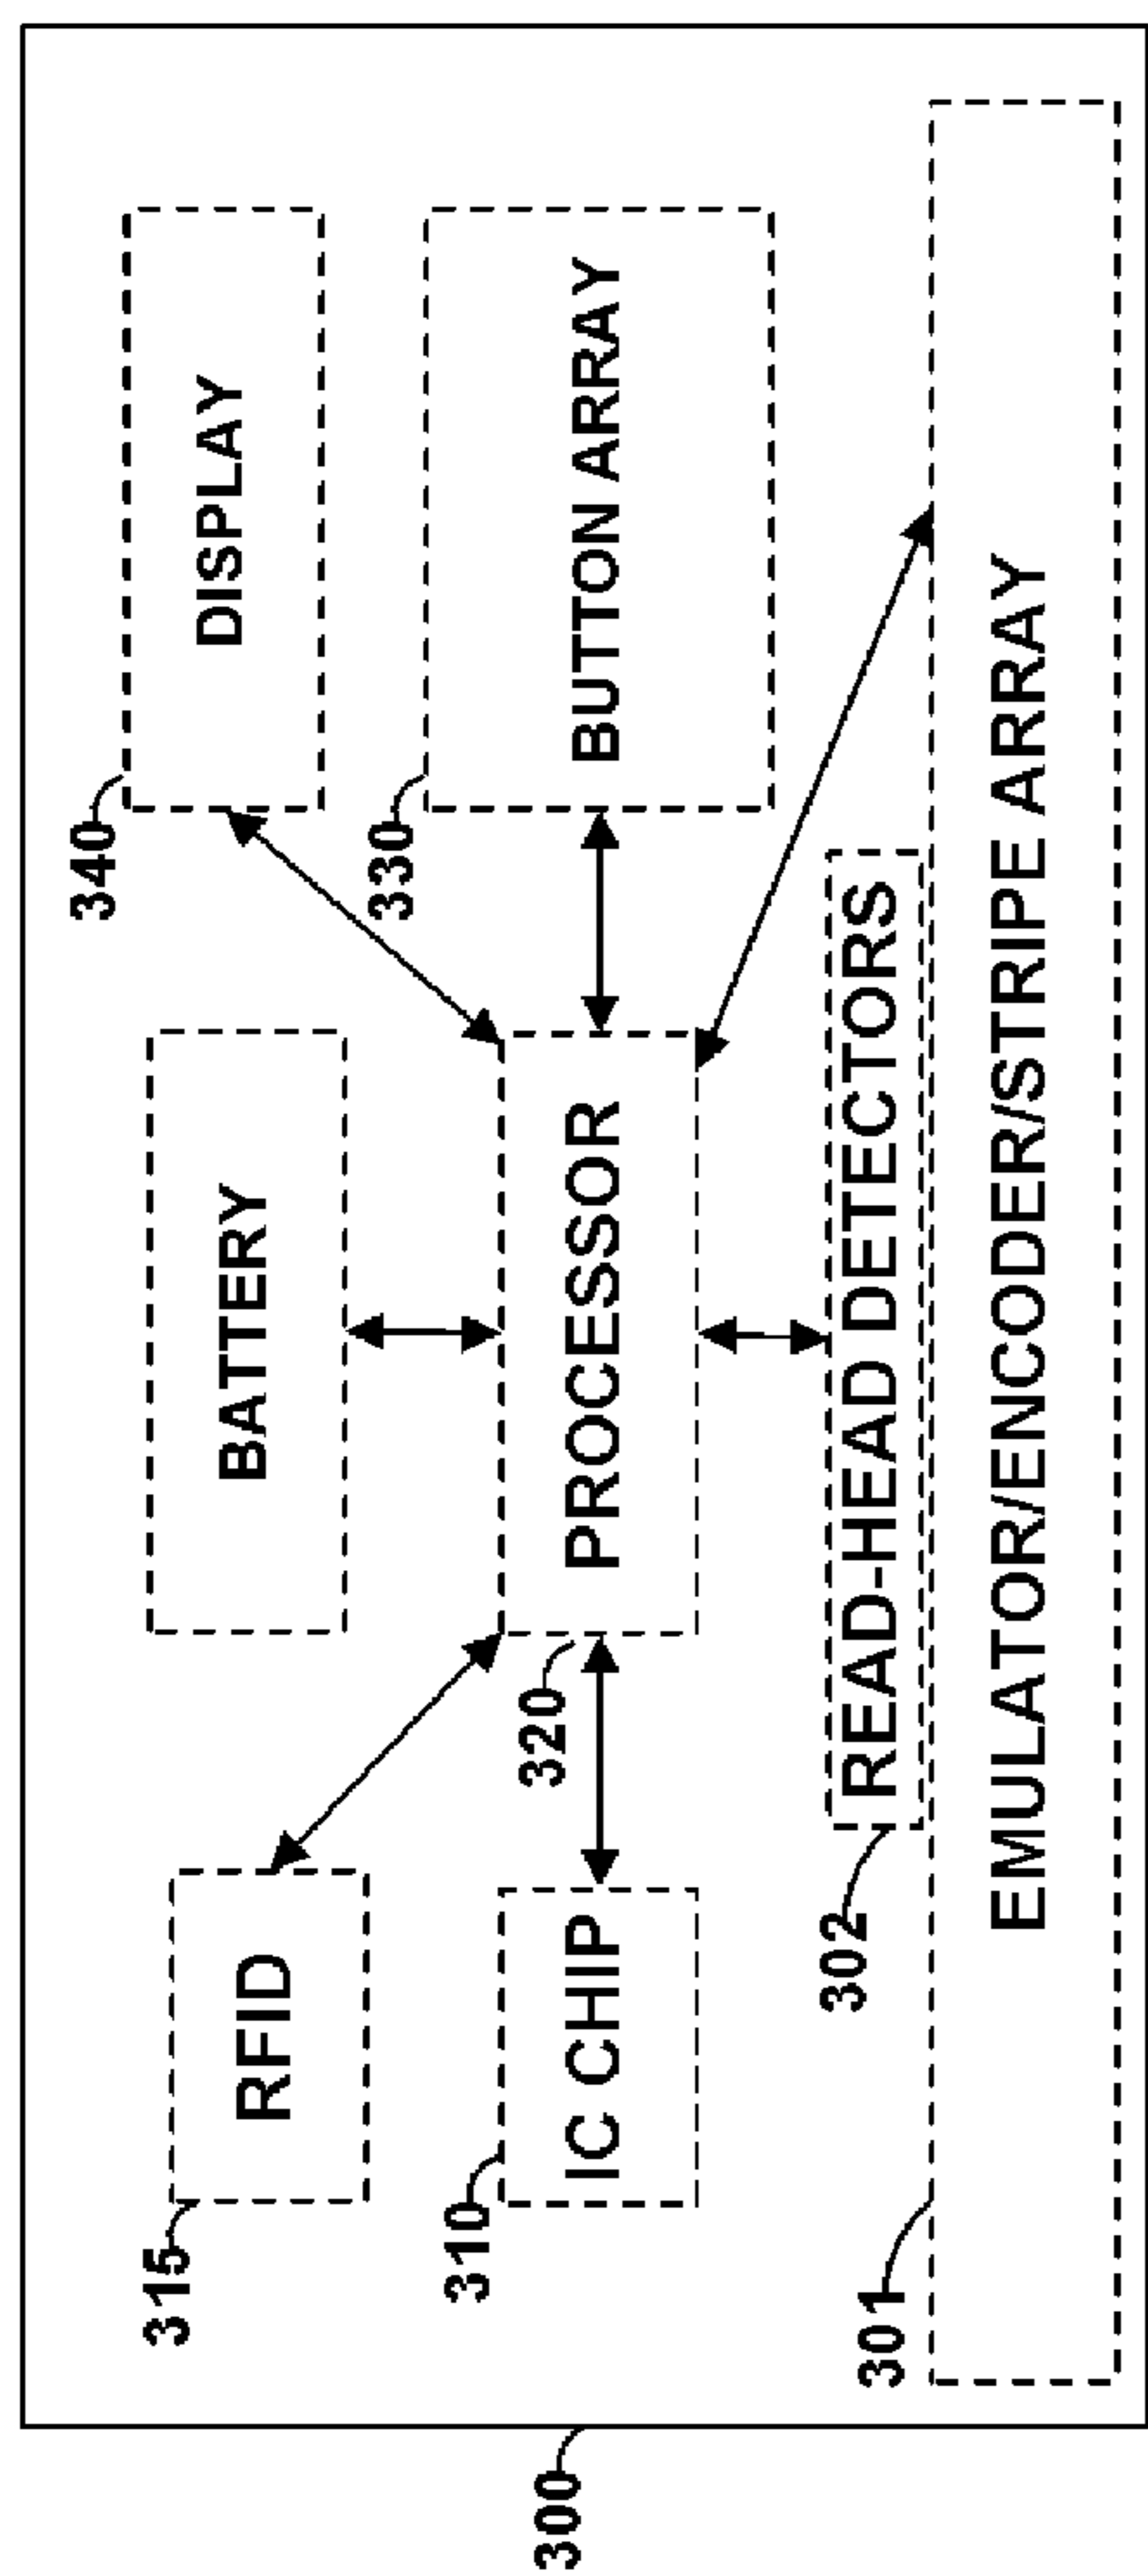 315
RFID
BATTERY
340
DISPLAY
310
IC CHIP
320
PROCESSOR
330
BUTTON ARRAY
302
READ-HEAD DETECTORS
301
EMULATOR/ENCODER/STRIPE ARRAY
300